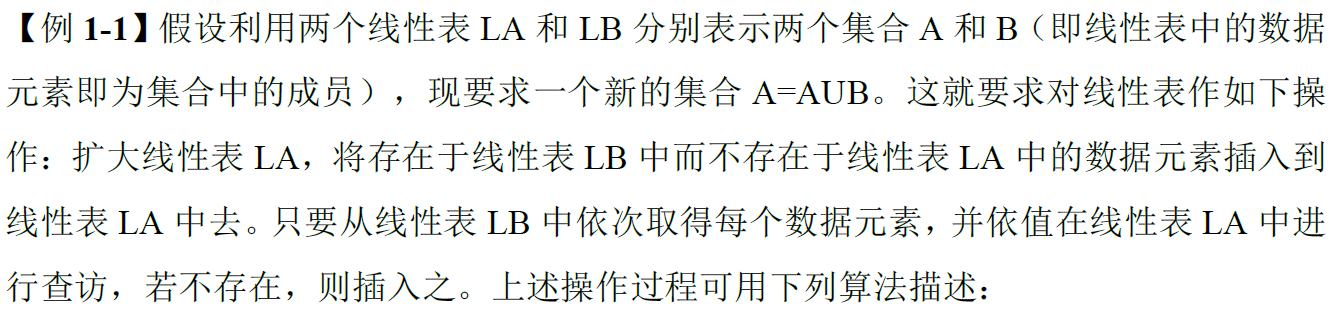 【例 1-1】假设利用两个线性表 LA 和 LB 分别表示两个集合 A 和 B（即线性表中的数据
元素即为集合中的成员），现要求一个新的集合 A=AUB。这就要求对线性表作如下操
作：扩大线性表 LA，将存在于线性表 LB 中而不存在于线性表 LA 中的数据元素插入到
线性表 LA 中去。只要从线性表 LB 中依次取得每个数据元素，并依值在线性表 LA 中进
行查访，若不存在，则插入之。上述操作过程可用下列算法描述：